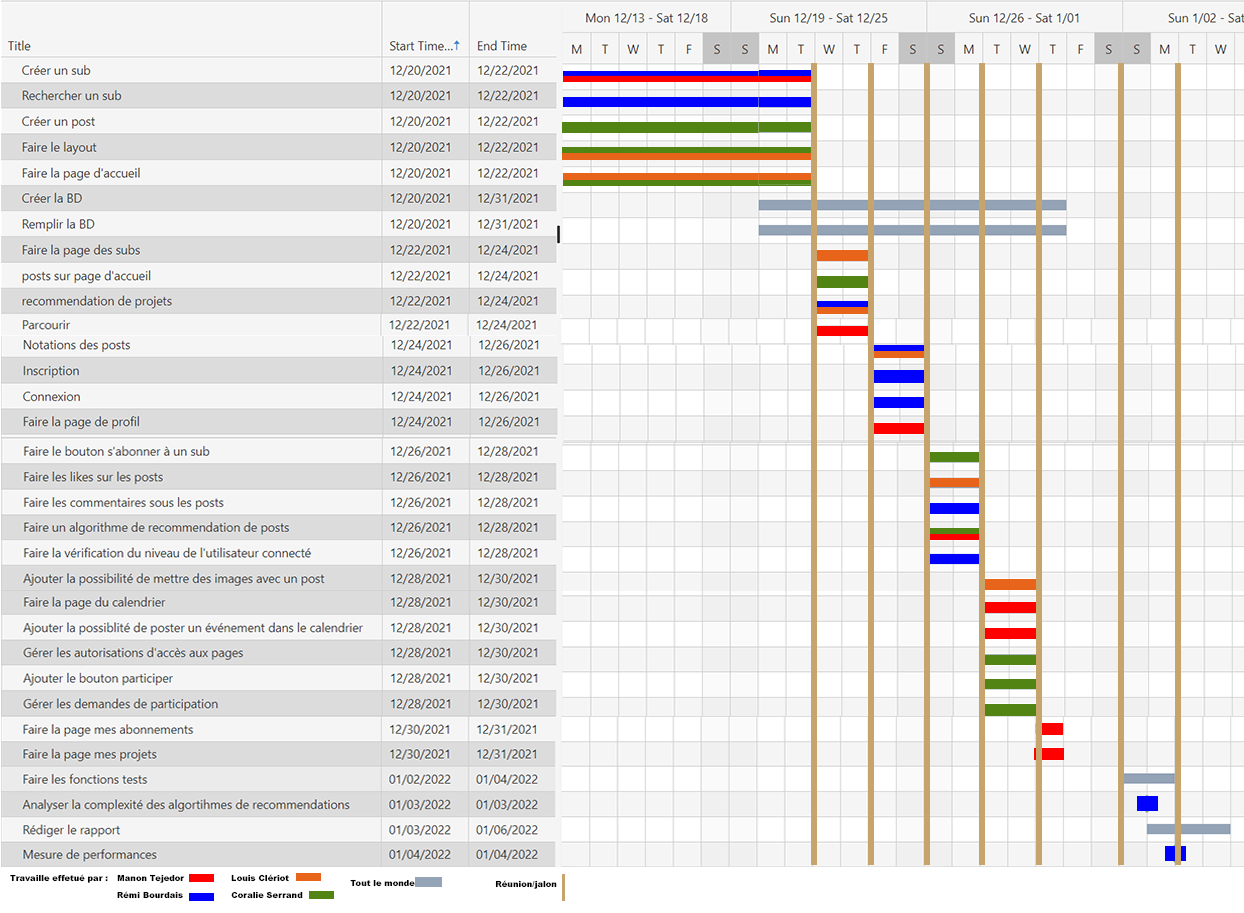 Mon 12/13 - Sat 12/18 Sun 12/19 - Sat 12/25 Sun 12/26 - Sat 1/01 Sun 1/02 - Sat
Title Start Time...↑ End Time M T W T F S S M T W T F S S M T W T F S S M T W
Créer un sub 12/20/2021 12/22/2021
Rechercher un sub 12/20/2021 12/22/2021
Créer un post 12/20/2021 12/22/2021
Faire le layout 12/20/2021 12/22/2021
Faire la page d'accueil 12/20/2021 12/22/2021
Créer la BD 12/20/2021 12/31/2021
Remplir la BD 12/20/2021 12/31/2021
Faire la page des subs 12/22/2021 12/24/2021
posts sur page d'accueil 12/22/2021 12/24/2021
recommendation de projets 12/22/2021 12/24/2021
Parcourir 12/22/2021 12/24/2021
Notations des posts 12/24/2021 12/26/2021
Inscription 12/24/2021 12/26/2021
Connexion 12/24/2021 12/26/2021
Faire la page de profil 12/24/2021 12/26/2021
Faire le bouton s'abonner à un sub 12/26/2021 12/28/2021
Faire les likes sur les posts 12/26/2021 12/28/2021
Faire les commentaires sous les posts 12/26/2021 12/28/2021
Faire un algorithme de recommendation de posts 12/26/2021 12/28/2021
Faire la vérification du niveau de l'utilisateur connecté 12/26/2021 12/28/2021
Ajouter la possibilité de mettre des images avec un post 12/28/2021 12/30/2021
Faire la page du calendrier 12/28/2021 12/30/2021
Ajouter la possiblité de poster un événement dans le calendrier 12/28/2021 12/30/2021
Gérer les autorisations d'accès aux pages 12/28/2021 12/30/2021
Ajouter le bouton participer 12/28/2021 12/30/2021
Gérer les demandes de participation 12/28/2021 12/30/2021
Faire la page mes abonnements 12/30/2021 12/31/2021
Faire la page mes projets 12/30/2021 12/31/2021
Faire les fonctions tests 01/02/2022 01/04/2022
Analyser la complexité des algortihmes de recommendations 01/03/2022 01/03/2022
Rédiger le rapport 01/03/2022 01/06/2022
Mesure de performances 01/04/2022 01/04/2022
Travaille effetué par : Manon Tejedor Louis Clériot Tout le monde Réunion/jalon
Rémi Bourdais Coralie Serrand